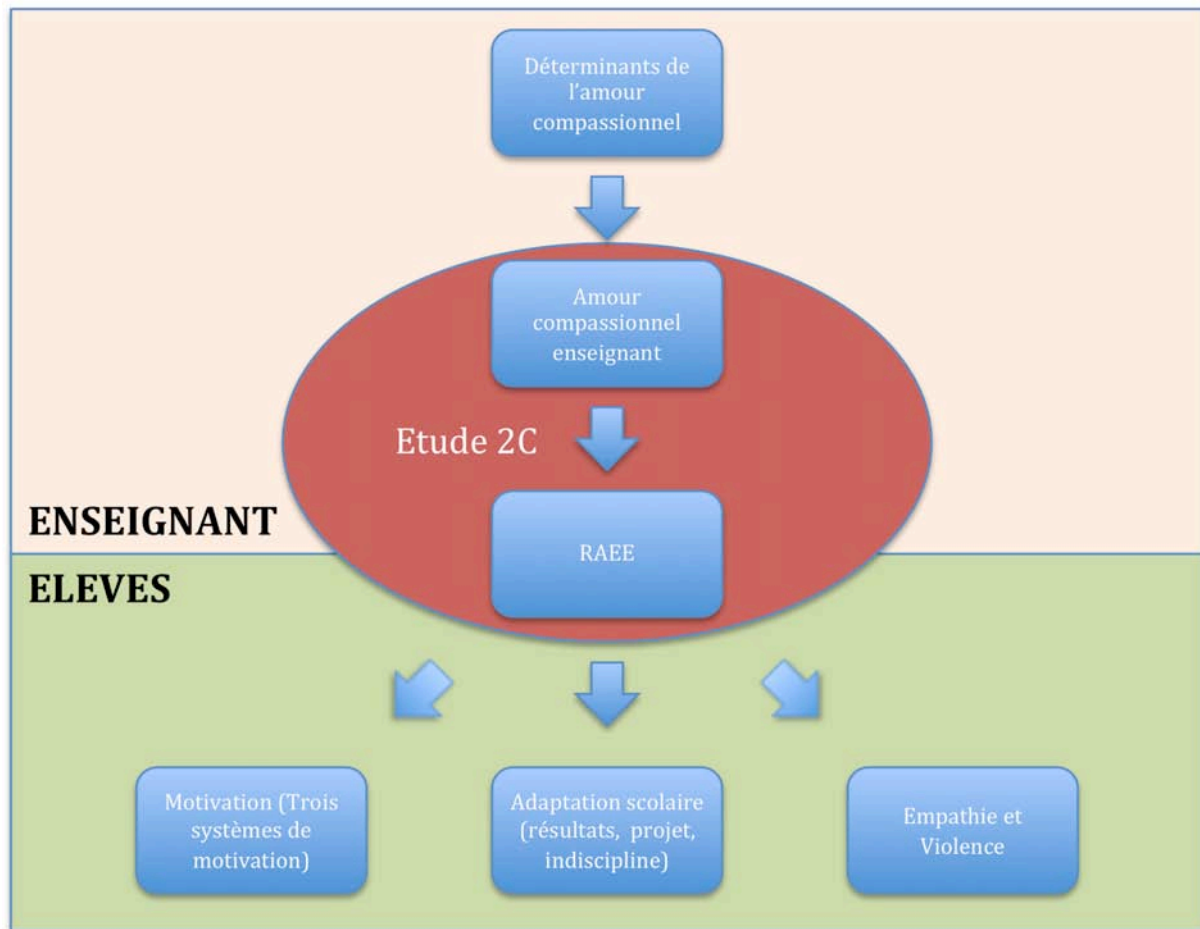 Déterminants de
l'amour
compassionnel
Amour
compassionnel
enseignant
Etude 2C
RAEE
ENSEIGNANT
ELEVES
Motivation (Trois
systèmes de
motivation)
Adaptation scolaire
(résultats, projet,
indiscipline)
Empathie et
Violence